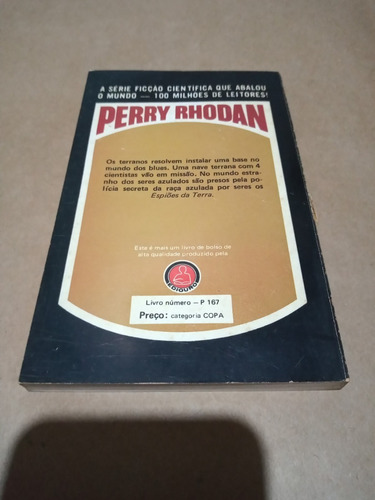 A SÉRIE FICÇÃO CIENTÍFICA QUE ABALOU
O MUNDO — 100 MILHÕES DE LEITORES!
PERRY RHODAN
Os terranos resolvem instalar uma base no
mundo dos blues. Uma nave terrana com 4
cientistas vão em missão. No mundo estra-
nho dos seres azulados são presos pela po-
lícia secreta da raça azulada por seres os
Espiões da Terra.
Este é mais um livro de bolso de
alta qualidade produzido pela
EDIOURO
Livro número — P 167
Preço: categoria COPA